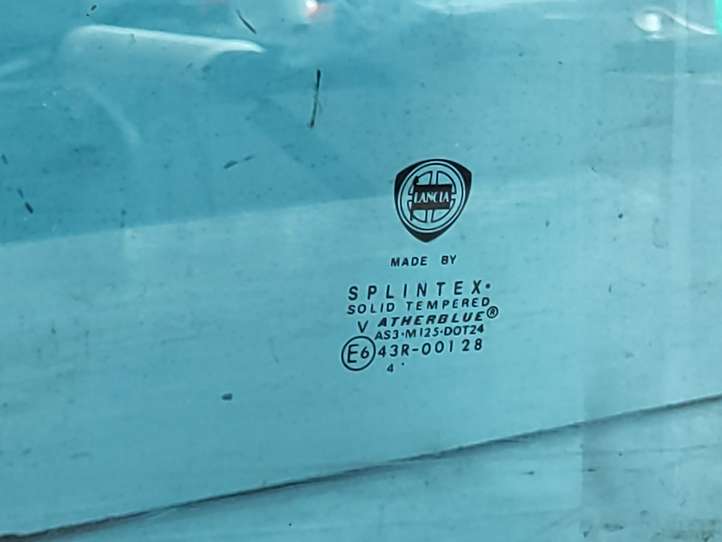 LANCIA
MADE BY
SPLINTEX·
SOLID TEMPERED
V ATHERBLUE®
AS3·M125·DOT24
E6 43R-00128
4 ·